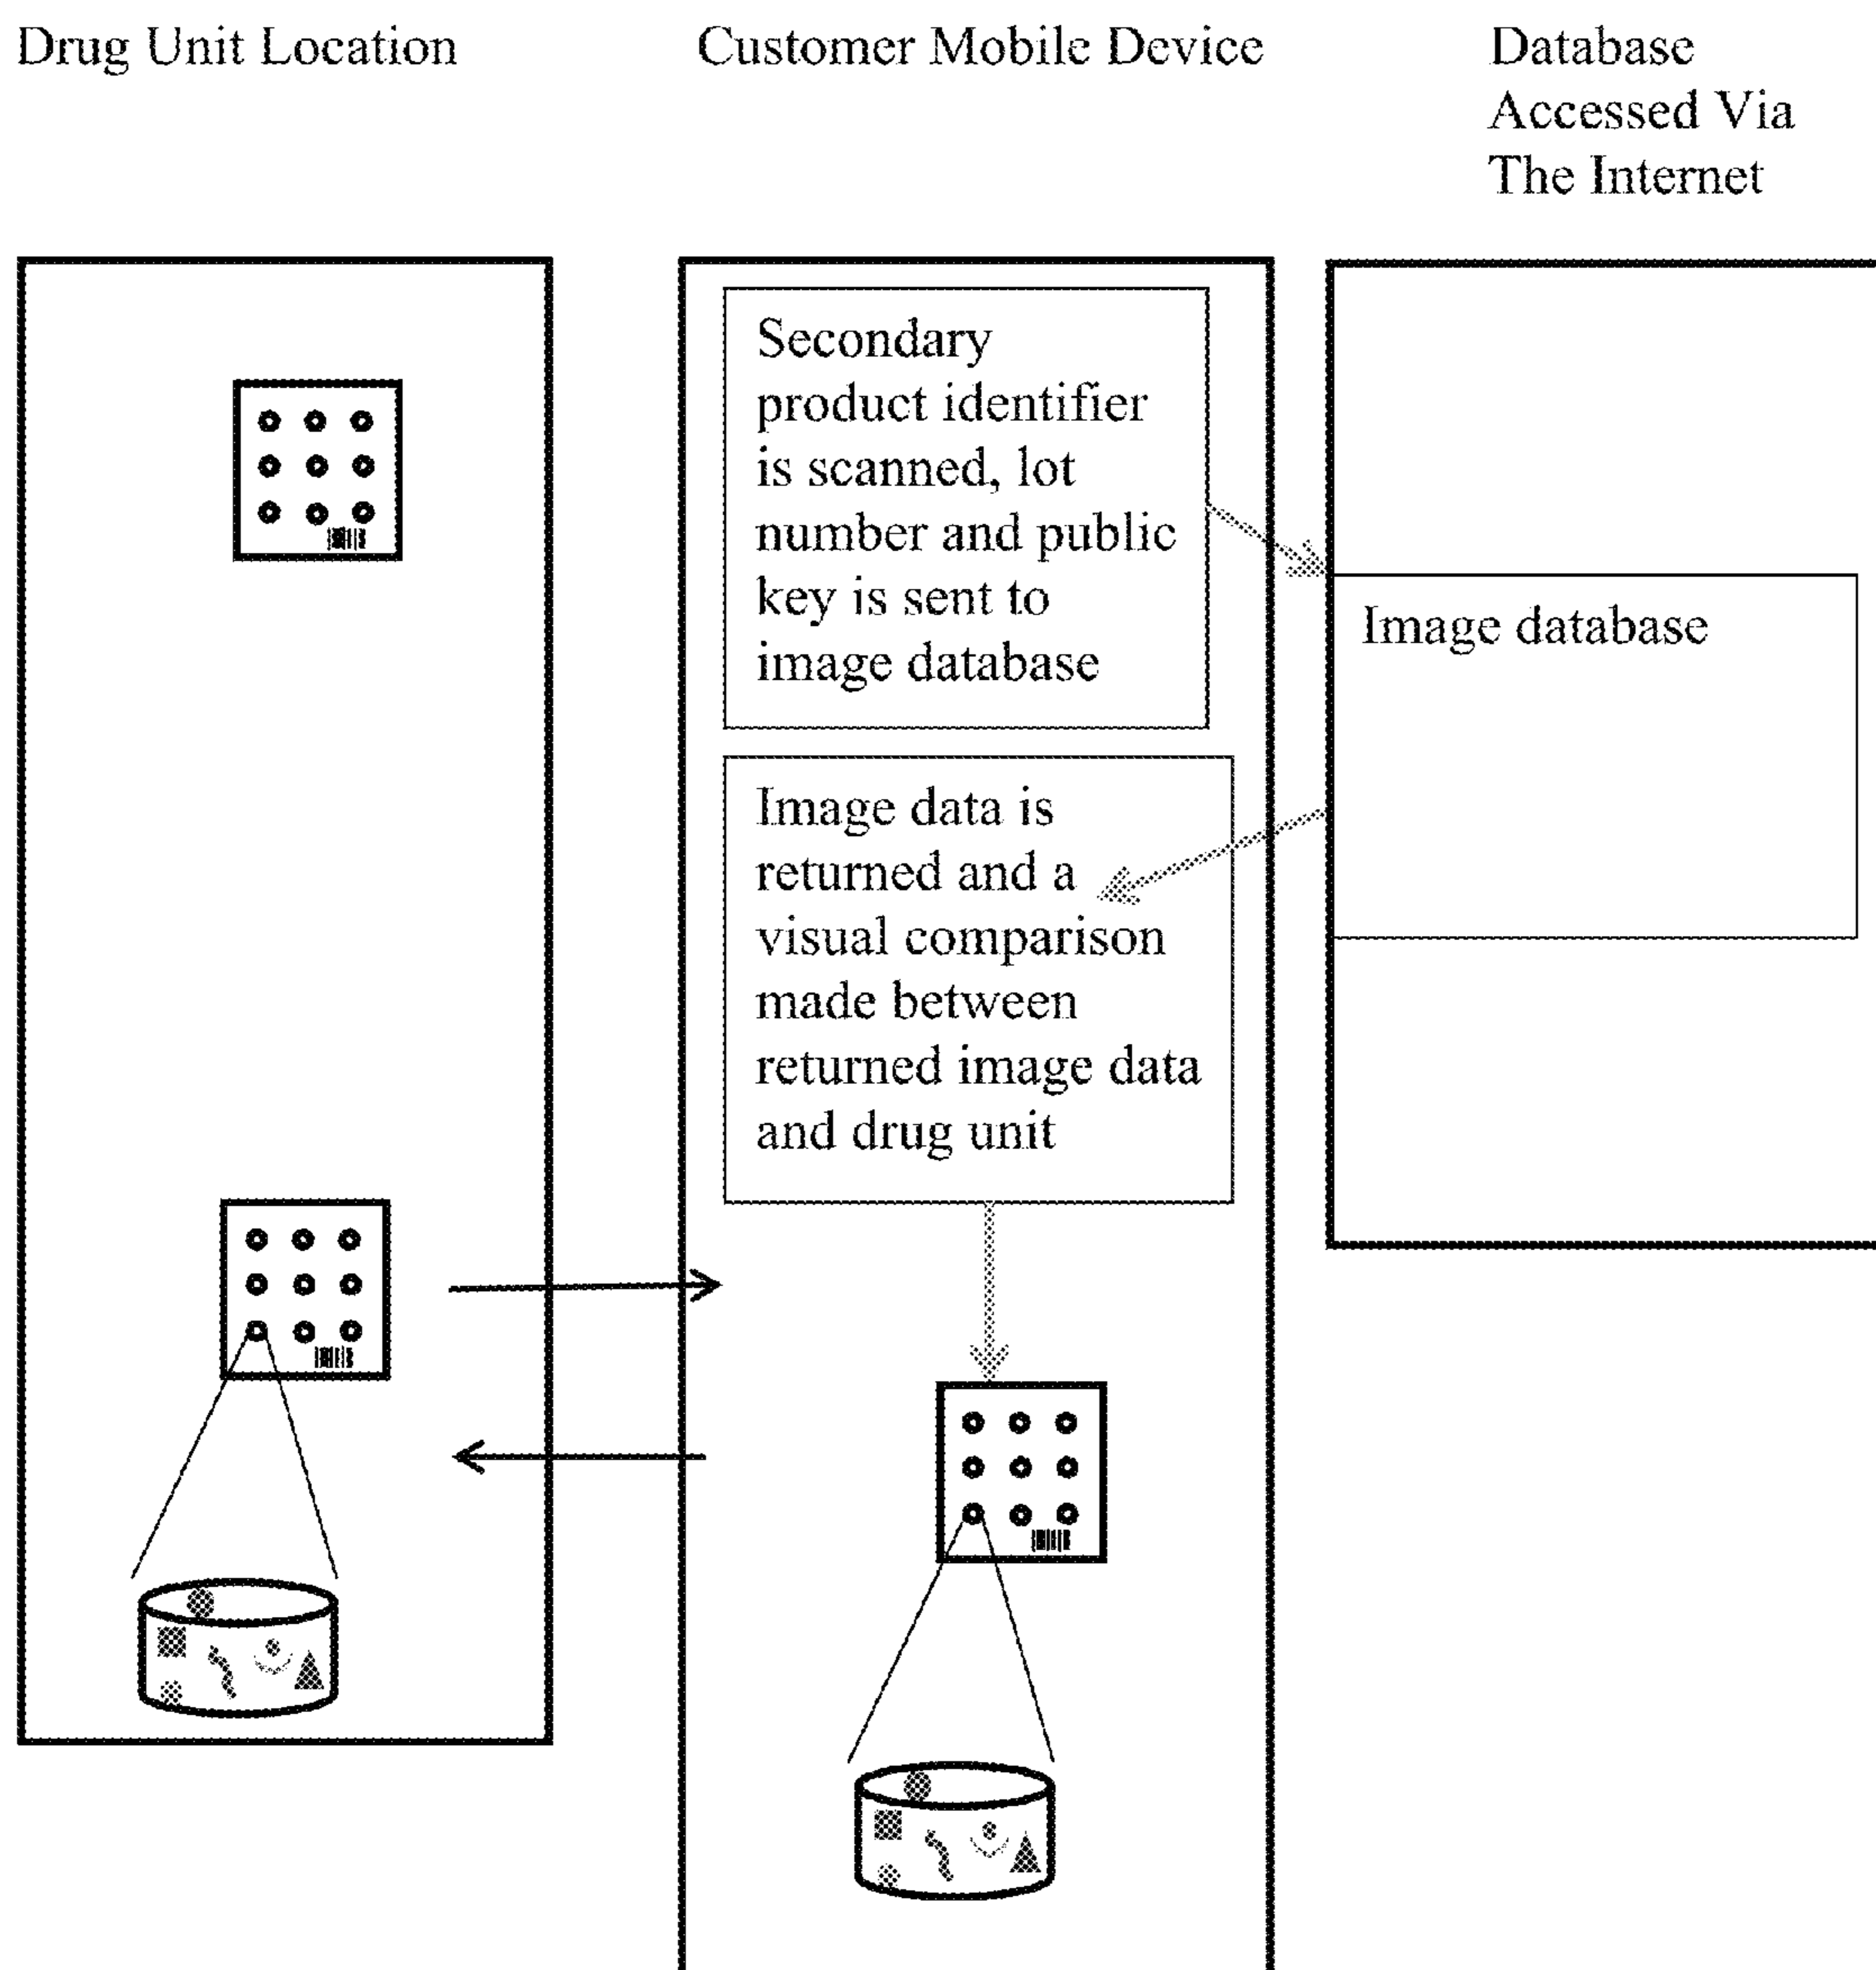 Drug Unit Location
Customer Mobile Device
Database
Accessed Via
The Internet
Secondary
product identifier
is scanned, lot
number and public
key is sent to
image database
Image database
Image data is
returned and a
visual comparison
made between
returned image data
and drug unit